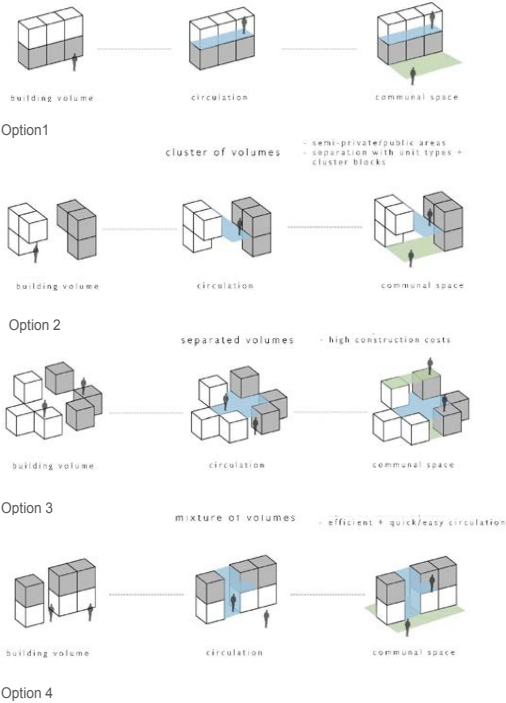 building volume circulation communal space
Option1
cluster of volumes - semi-private/public areas
- separation with unit types +
cluster blocks
building volume circulation communal space
Option 2
separated volumes - high construction costs
building volume circulation communal space
Option 3
mixture of volumes - efficient + quick/easy circulation
building volume circulation communal space
Option 4